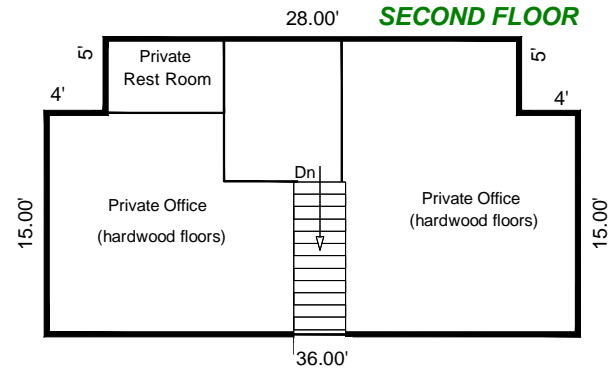 28.00'
SECOND FLOOR
5'
Private
Rest Room
5'
4'
4'
Dn
15.00'
Private Office
(hardwood floors)
Private Office
(hardwood floors)
15.00'
36.00'